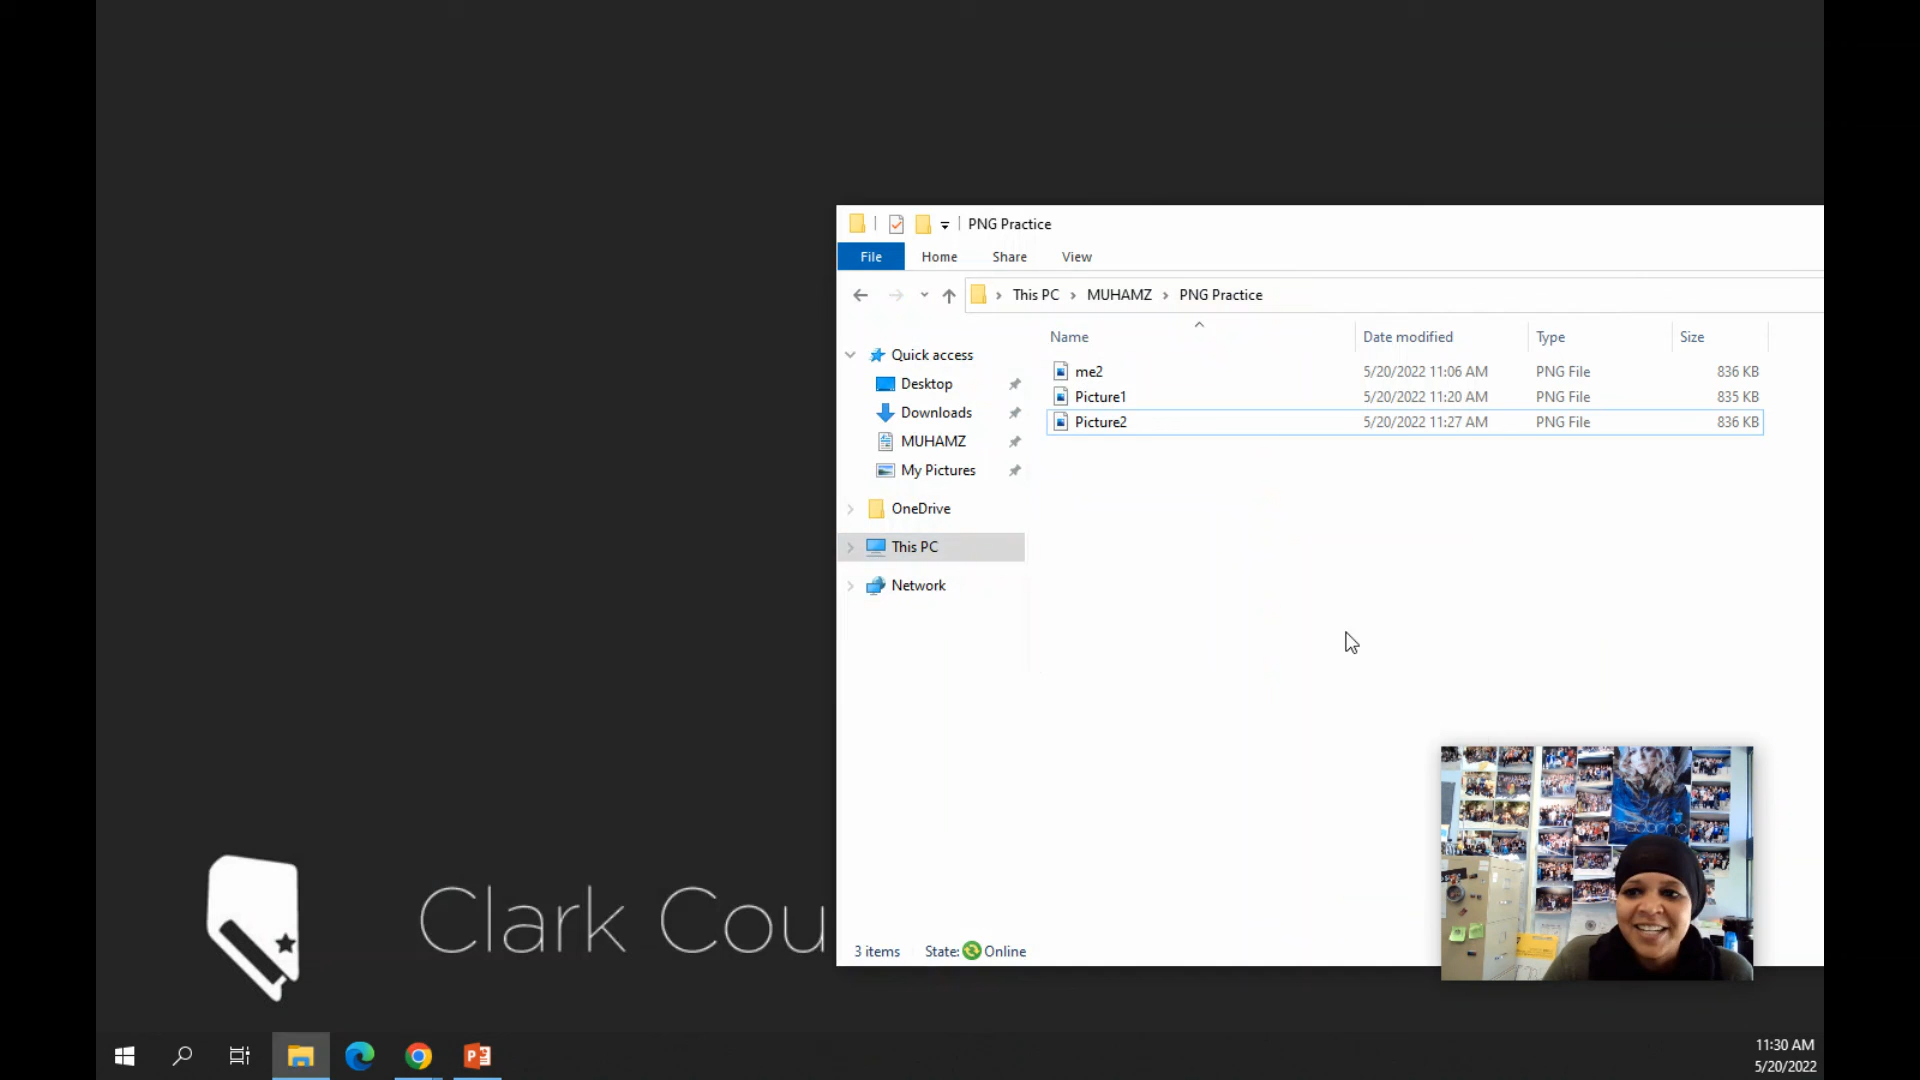 PNG Practice
File Home Share View
This PC MUHAMZ PNG Practice
Name Date modified Type Size
Quick access
Desktop
Downloads
MUHAMZ
My Pictures
OneDrive
This PC
Network
me2 5/20/2022 11:06 AM PNG File 836 KB
Picture1 5/20/2022 11:20 AM PNG File 835 KB
Picture2 5/20/2022 11:27 AM PNG File 836 KB
Clark Cou
3 items State: Online
11:30 AM
5/20/2022